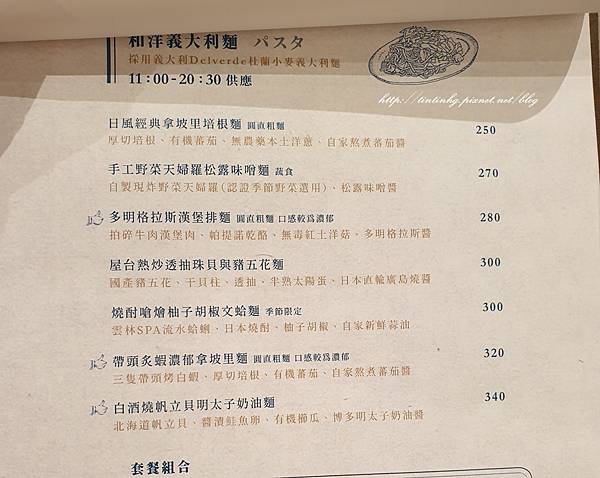 和洋義大利麵 パスタ
採用義大利Delverde杜蘭小麥義大利麵
11:00-20:30 供應
http://tintinhg.pixnet.net/blog
日風經典拿坡里培根麵 圓直粗麵 250
厚切培根、有機蕃茄、無農藥本土洋蔥、自家熬煮蕃茄醬
手工野菜天婦羅松露味噌麵 蔬食 270
自製現炸野菜天婦羅(認證季節野菜選用)、松露味噌醬
多明格拉斯漢堡排麵 圓直粗麵 口感較為濃郁 280
拍碎牛肉漢堡肉、帕提諾乾酪、無毒紅土洋菇、多明格拉斯醬
屋台熱炒透抽珠貝與豬五花麵 300
國產豬五花、干貝柱、透抽、半熟太陽蛋、日本直輸廣島燒醬
燒酎嗆燴柚子胡椒文蛤麵 季節限定 300
雲林SPA流水蛤蜊、日本燒酎、柚子胡椒、自家新鮮蒜油
帶頭炙蝦濃郁拿坡里麵 圓直粗麵 口感較為濃郁 320
三隻帶頭烤白蝦、厚切培根、有機蕃茄、自家熬煮蕃茄醬
白酒燒帆立貝明太子奶油麵 340
北海道帆立貝、醬漬鮭魚卵、有機櫛瓜、博多明太子奶油醬
套餐組合